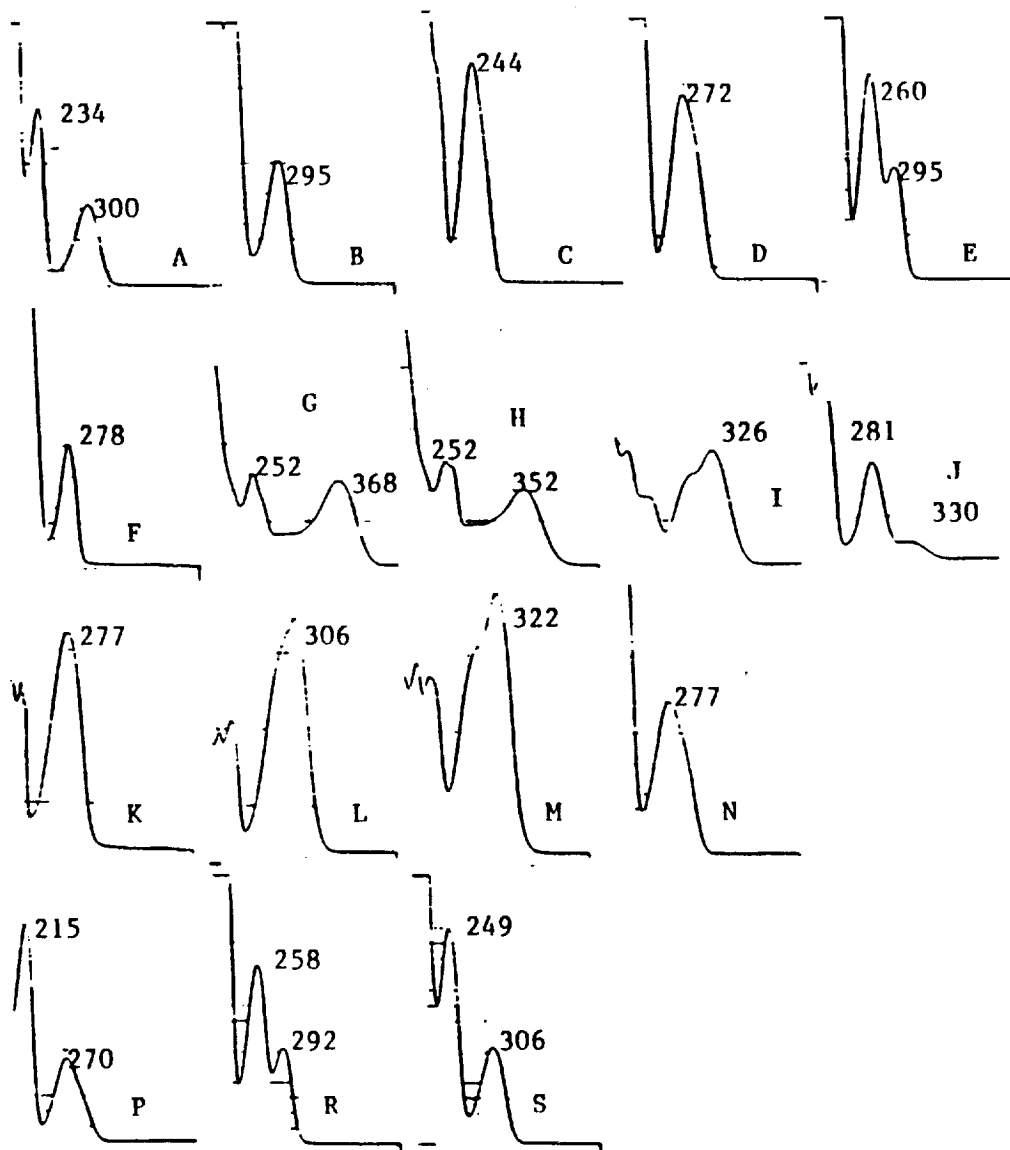 234 244 272 260
300 295 295
A B C D E
G H 326 281 J
278 252 252 330
368 352 I
F
277 306 322 277
K L M N
215 258 249
270 292 306
P R S